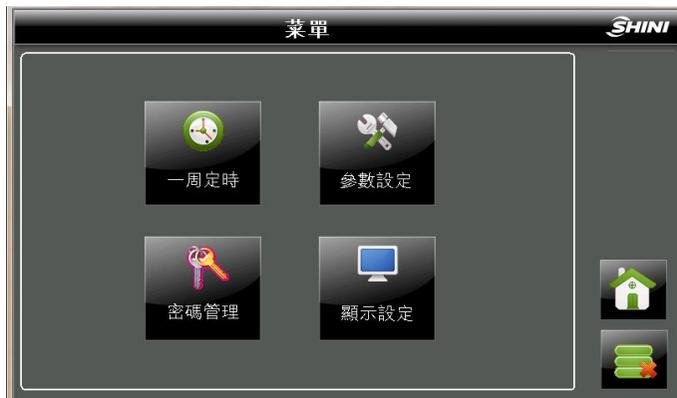 菜單
SHINI
一周定時
參數設定
密碼管理
顯示設定